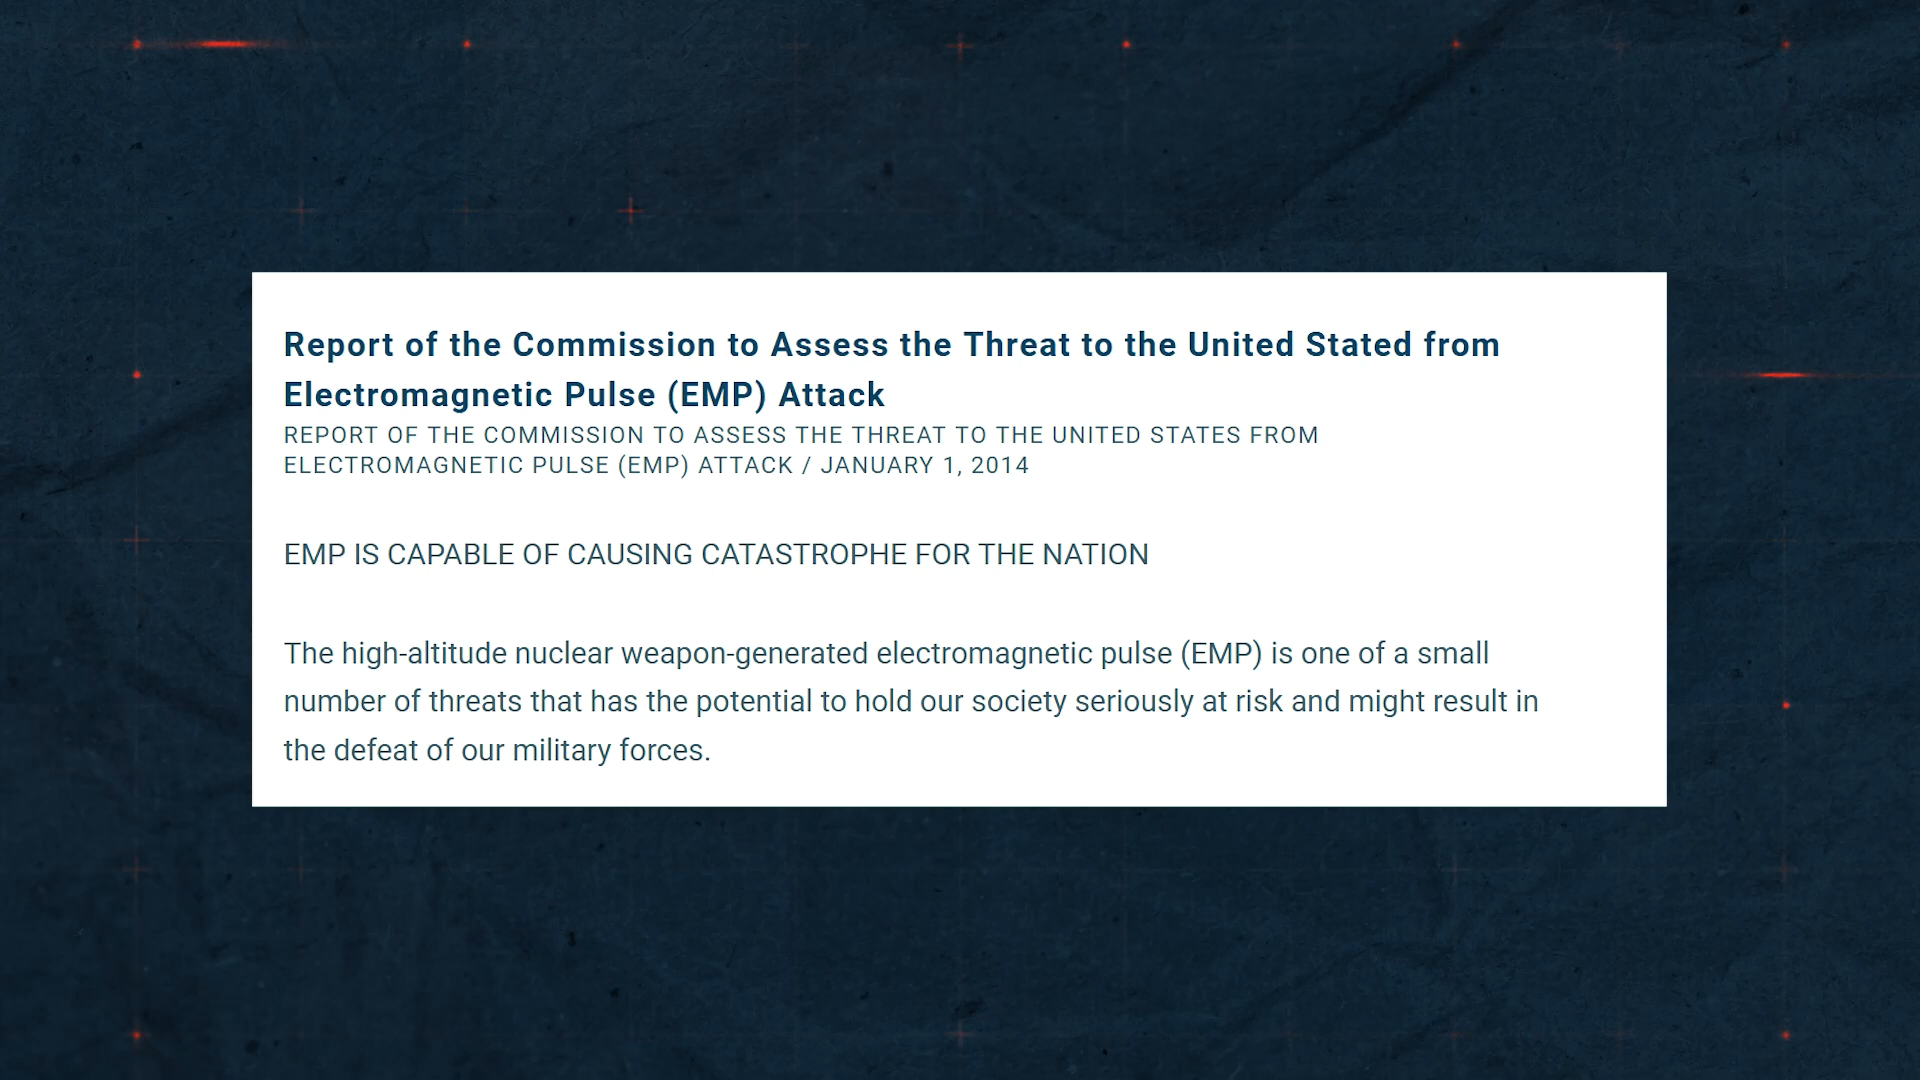 Report of the Commission to Assess the Threat to the United Stated from
Electromagnetic Pulse (EMP) Attack
REPORT OF THE COMMISSION TO ASSESS THE THREAT TO THE UNITED STATES FROM
ELECTROMAGNETIC PULSE (EMP) ATTACK / JANUARY 1, 2014
EMP IS CAPABLE OF CAUSING CATASTROPHE FOR THE NATION
The high-altitude nuclear weapon-generated electromagnetic pulse (EMP) is one of a small
number of threats that has the potential to hold our society seriously at risk and might result in
the defeat of our military forces.